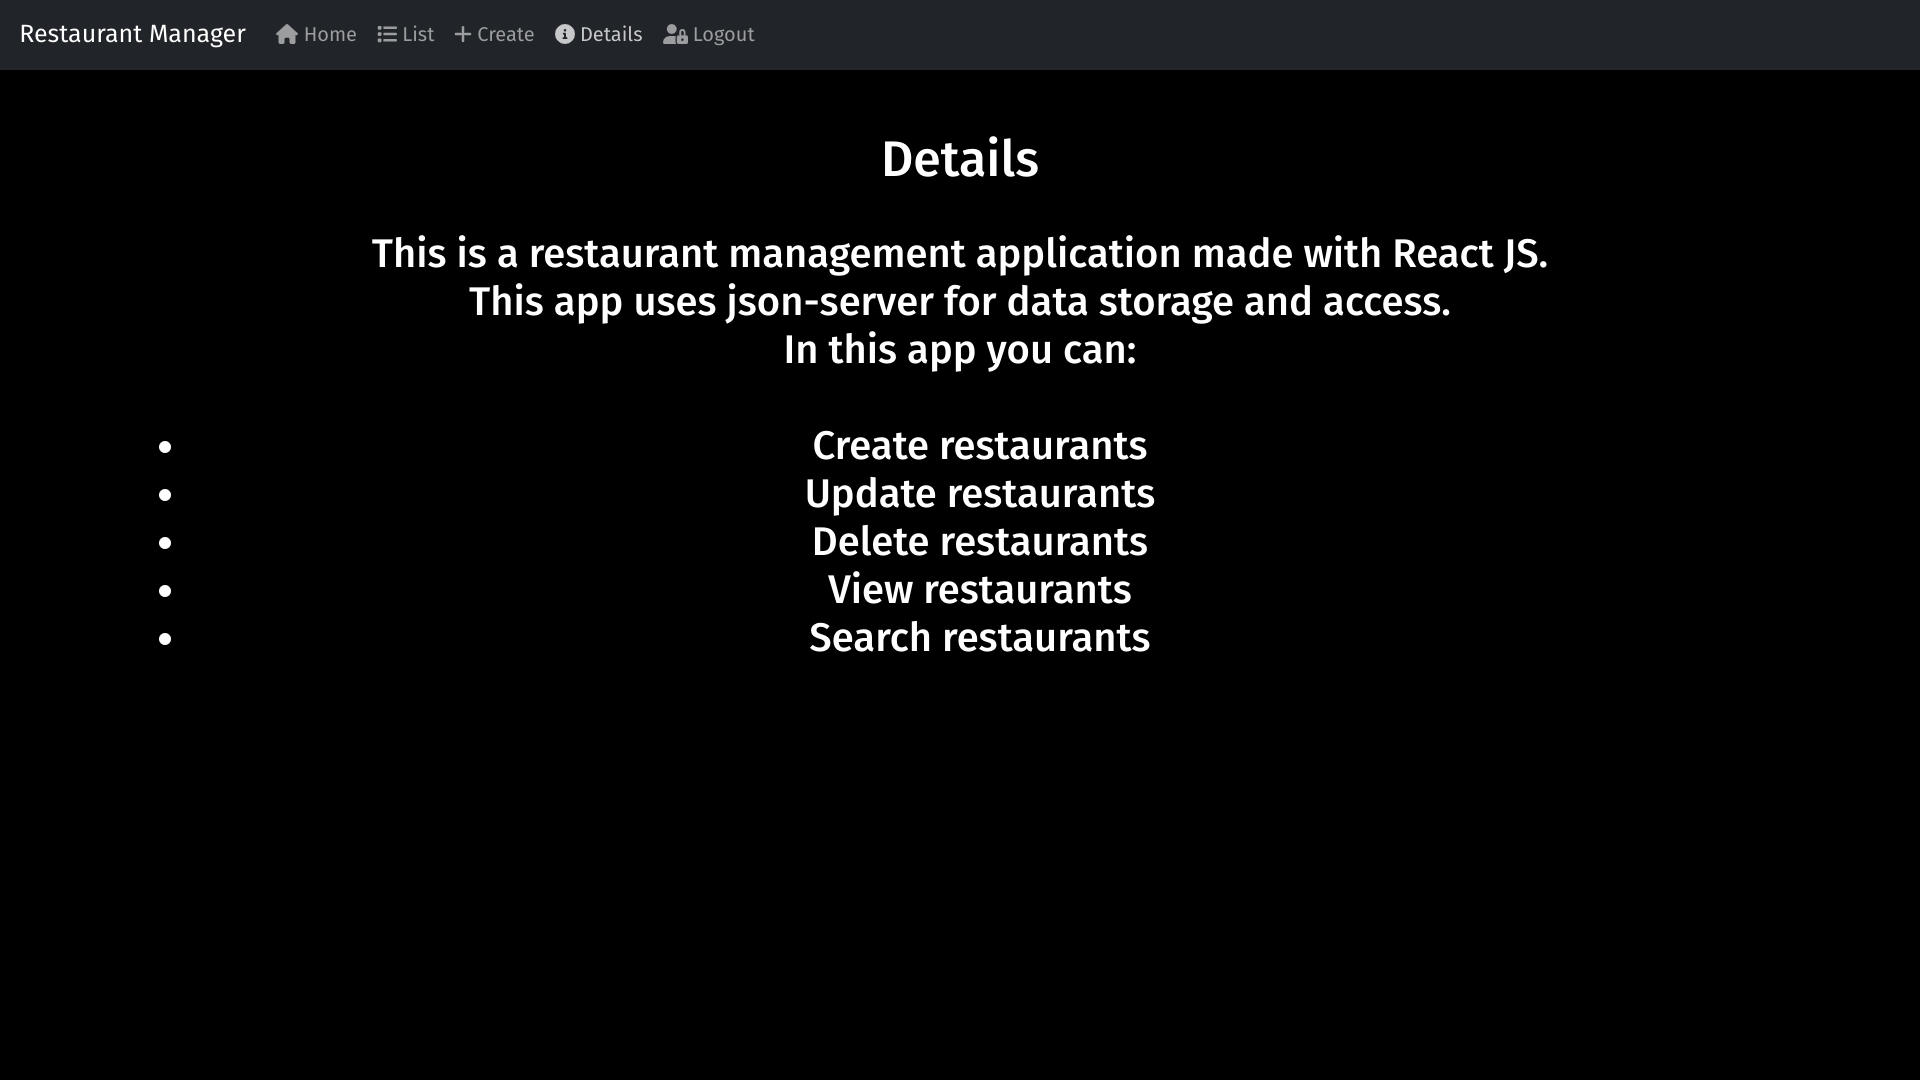 Restaurant Manager Home List Create Details Logout
Details
This is a restaurant management application made with React JS.
This app uses json-server for data storage and access.
In this app you can:
Create restaurants
Update restaurants
Delete restaurants
View restaurants
Search restaurants